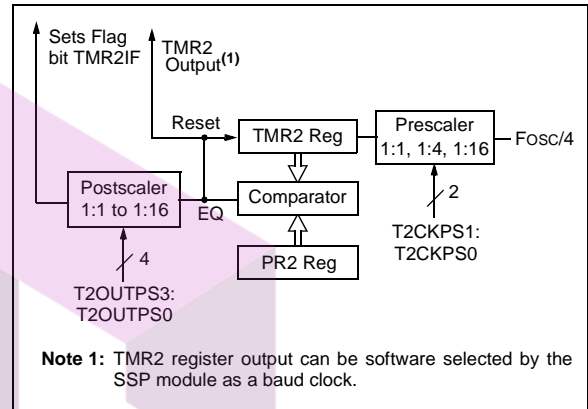 Sets Flag
bit TMR2IF
TMR2
Output(1)
Reset
TMR2 Reg
Prescaler
1:1, 1:4, 1:16
FOSC/4
Postscaler
1:1 to 1:16
EQ
Comparator
2
T2CKPS1:
T2CKPS0
4
PR2 Reg
T2OUTPS3:
T2OUTPS0
Note 1: TMR2 register output can be software selected by the
SSP module as a baud clock.